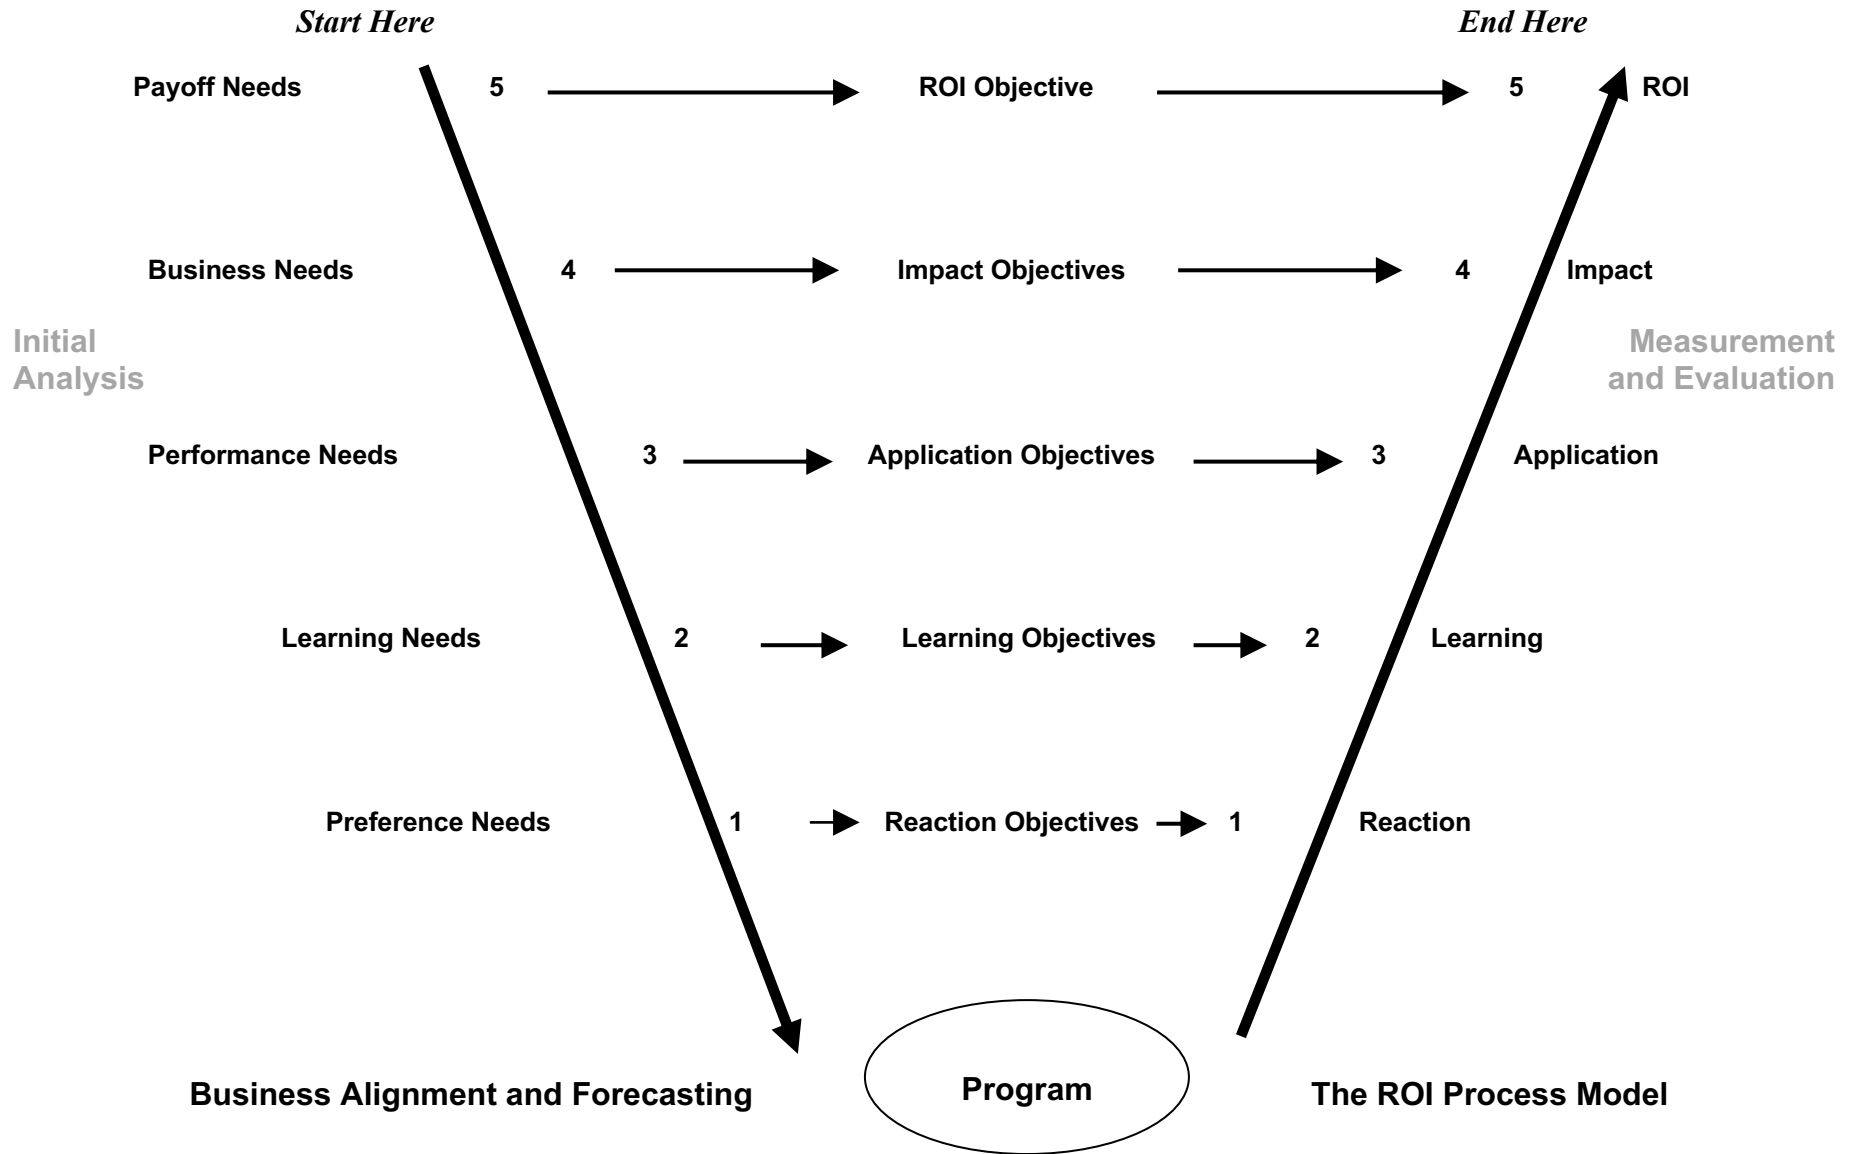 Start Here
End Here
Payoff Needs 5 ROI Objective 5 ROI
Business Needs 4 Impact Objectives 4 Impact
Initial
Analysis
Measurement
and Evaluation
Performance Needs 3 Application Objectives 3 Application
Learning Needs 2 Learning Objectives 2 Learning
Preference Needs 1 Reaction Objectives 1 Reaction
Business Alignment and Forecasting
Program
The ROI Process Model